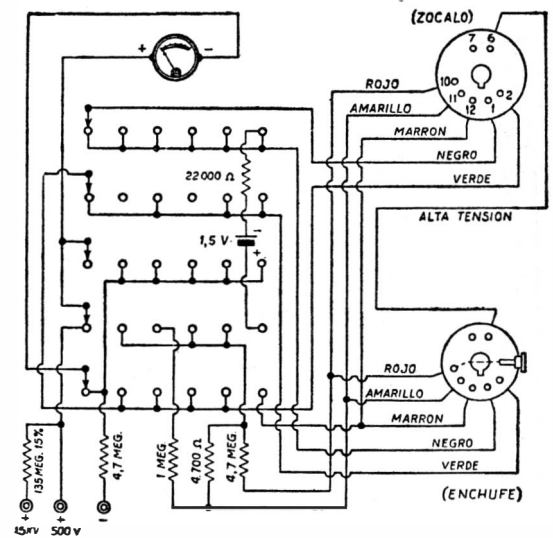 (ZOCALO)
7 6
10
11
12 1
2
ROJO
AMARILLO
MARRON
NEGRO
VERDE
ALTA TENSION
+ -
22000 Ω
1,5 V.
-
+
ROJO
AMARILLO
MARRON
NEGRO
VERDE
(ENCHUFE)
135 MEG. 15%
4,7 MEG.
1 MEG.
4.700 Ω
4,7 MEG.
+ + -
15KV 500 V